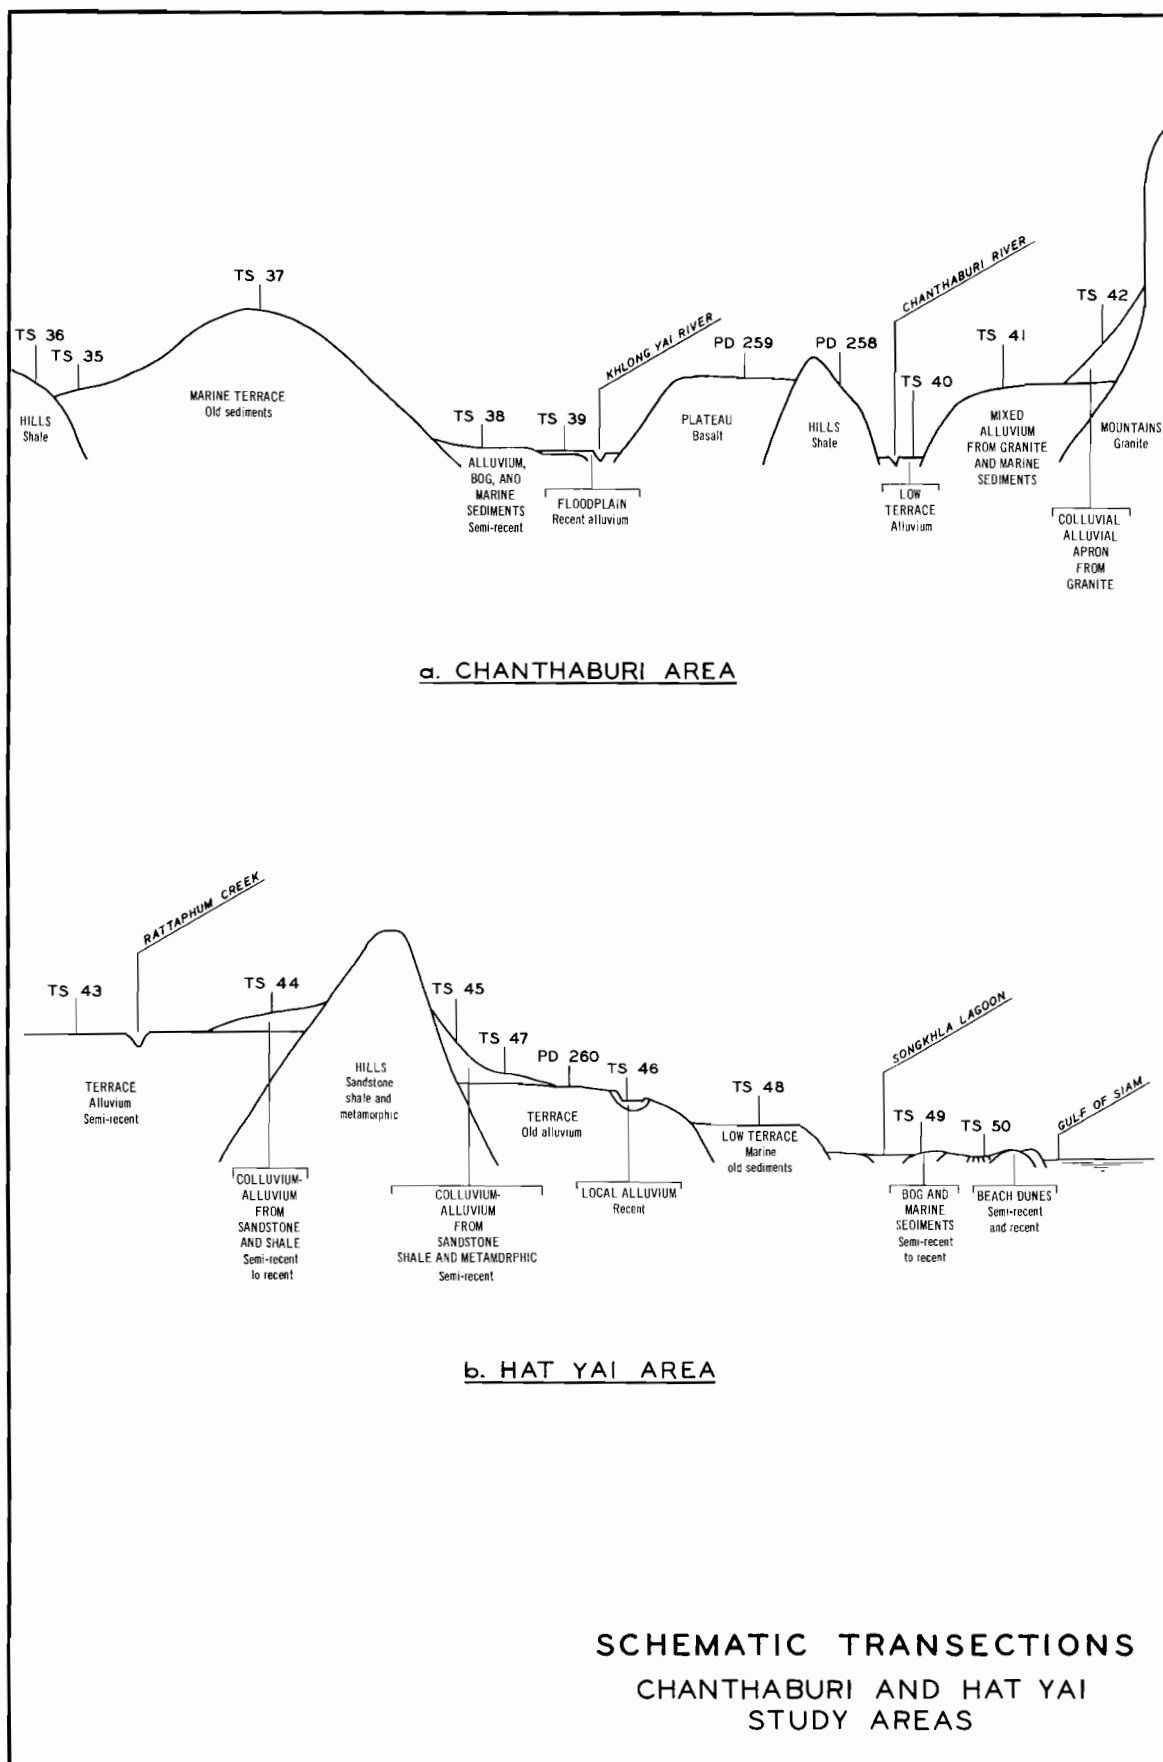 TS 36
TS 35
HILLS
Shale
TS 37
MARINE TERRACE
Old sediments
TS 38
ALLUVIUM,
BOG, ANO
MARINE
SEDIMENTS
Semi-recent
TS 39
FLOODPLAIN
Recent alluvium
KHLONG YAI RIVER
PD 259
PLATEAU
Basalt
PD 258
HILLS
Shale
CHANTHABURI RIVER
TS 40
LOW
TERRACE
Alluvium
TS 41
MIXED
ALLUVIUM
FROM GRANITE
AND MARINE
SEDIMENTS
TS 42
COLLUVIAL
ALLUVIAL
APRON
FROM
GRANITE
MOUNTAINS
Granite
a. CHANTHABURI AREA
TS 43
TERRACE
Alluvium
Semi-recent
RATTAPHUM CREEK
TS 44
COLLUVIUM-
ALLUVIUM
FROM
SANDSTONE
AND SHALE
Semi-recent
lo recent
HILLS
Sandstone
shale and
metamorphic
TS 45
TS 47
COLLUVIUM-
ALLUVIUM
FROM
SANDSTONE
SHALE AND METAMDRPHIC
Semi-recent
PD 260
TERRACE
Old alluvium
TS 46
LOCAL ALLUVIUM
Recent
TS 48
LOW TERRACE
Marine
old sediments
SONGKHLA LAGOON
TS 49
BOG AND
MARINE
SEOIMENTS
Semi-recent
to recent
TS 50
BEACH DUNES
Semi-recent
and recent
GULF OF SIAM
b. HAT YAI AREA
SCHEMATIC TRANSECTIONS
CHANTHABURI AND HAT YAI
STUDY AREAS